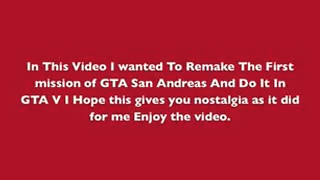 In This Video I wanted To Remake The First
mission of GTA San Andreas And Do It In
GTA V I Hope this gives you nostalgia as it did
for me Enjoy the video.